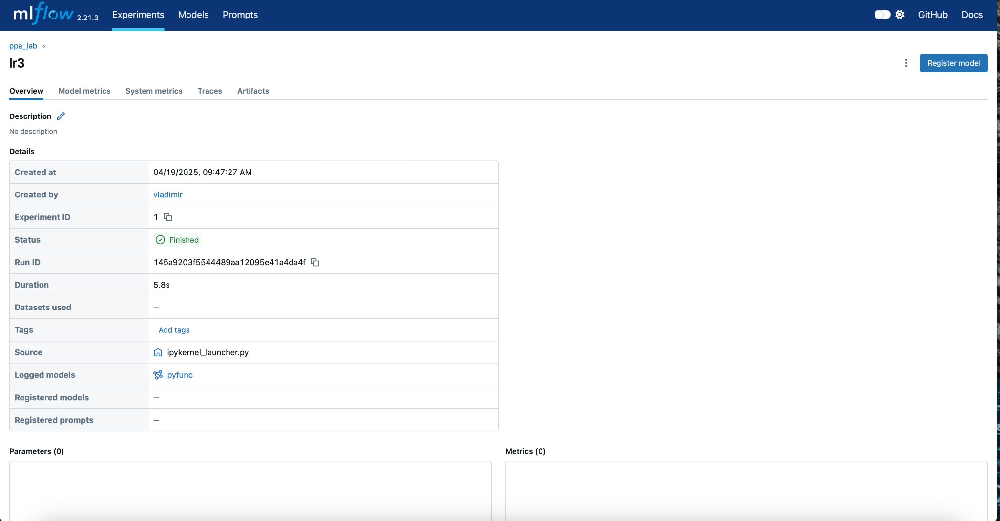 mlflow 2.21.3 Experiments Models Prompts GitHub Docs
ppa_lab
lr3
Register model
Overview Model metrics System metrics Traces Artifacts
Description
No description
Details
Created at 04/19/2025, 09:47:27 AM
Created by vladimir
Experiment ID 1
Status Finished
Run ID 145a9203f5544489aa12095e41a4da4f
Duration 5.8s
Datasets used —
Tags Add tags
Source ipykernel_launcher.py
Logged models pyfunc
Registered models —
Registered prompts —
Parameters (0) Metrics (0)